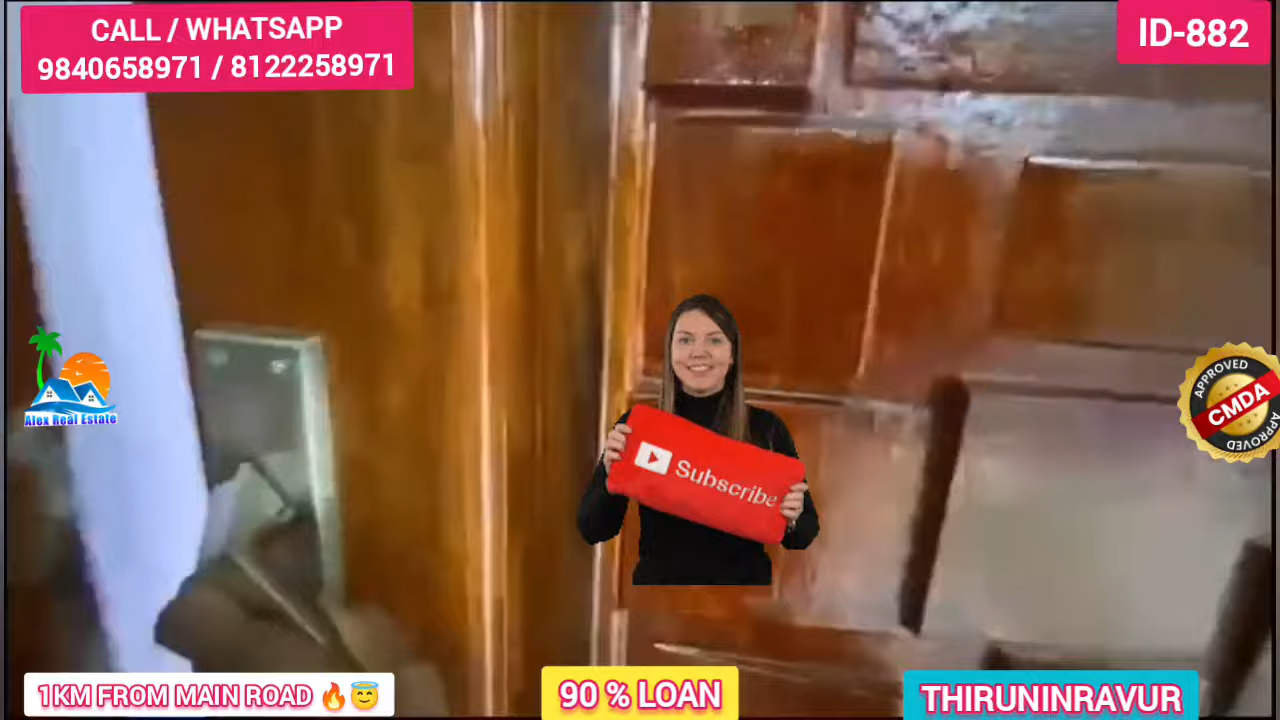 CALL / WHATSAPP
9840658971 / 8122258971
ID-882
Alex Real Estate
Subscribe
APPROVED
CMDA
APPROVED
1KM FROM MAIN ROAD 🔥😇
90 % LOAN
THIRUNINRAVUR